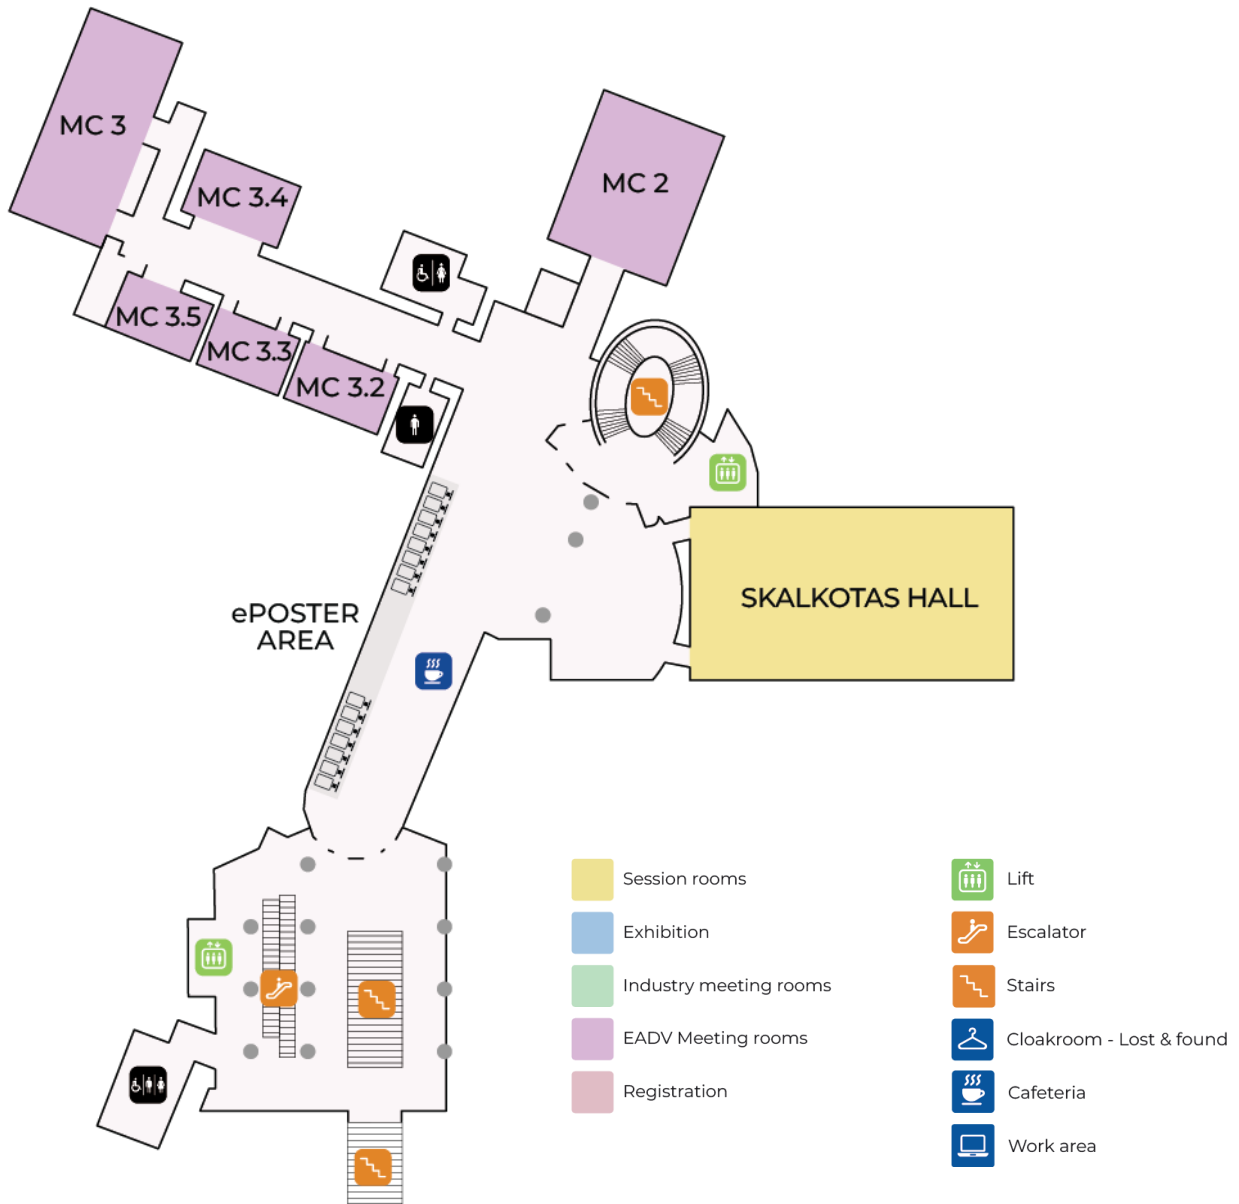 MC 3
MC 3.4
MC 2
MC 3.5
MC 3.3
MC 3.2
SKALKOTAS HALL
ePOSTER
AREA
Session rooms
Exhibition
Industry meeting rooms
EADV Meeting rooms
Registration
Lift
Escalator
Stairs
Cloakroom - Lost & found
Cafeteria
Work area